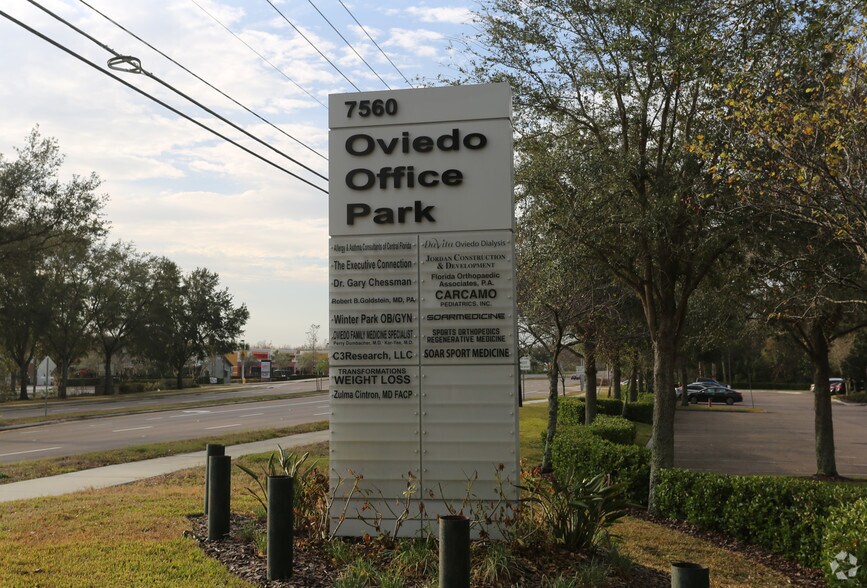 7560
Oviedo
Office
Park
Allergy & Asthma Consultants of Central Florida
The Executive Connection
Dr. Gary Chessman
Robert B. Goldstein, MD, PA
Winter Park OB/GYN
OVIEDO FAMILY MEDICINE SPECIALIST
C3Research, LLC
TRANSFORMATIONS
WEIGHT LOSS
Zulma Cintron, MD FACP
DaVita Oviedo Dialysis
JORDAN CONSTRUCTION
& DEVELOPMENT
Florida Orthopaedic
Associates, P.A.
CARCAMO
PEDIATRICS, INC.
SOARMEDICINE
SPORTS ORTHOPEDICS
REGENERATIVE MEDICINE
SOAR SPORT MEDICINE